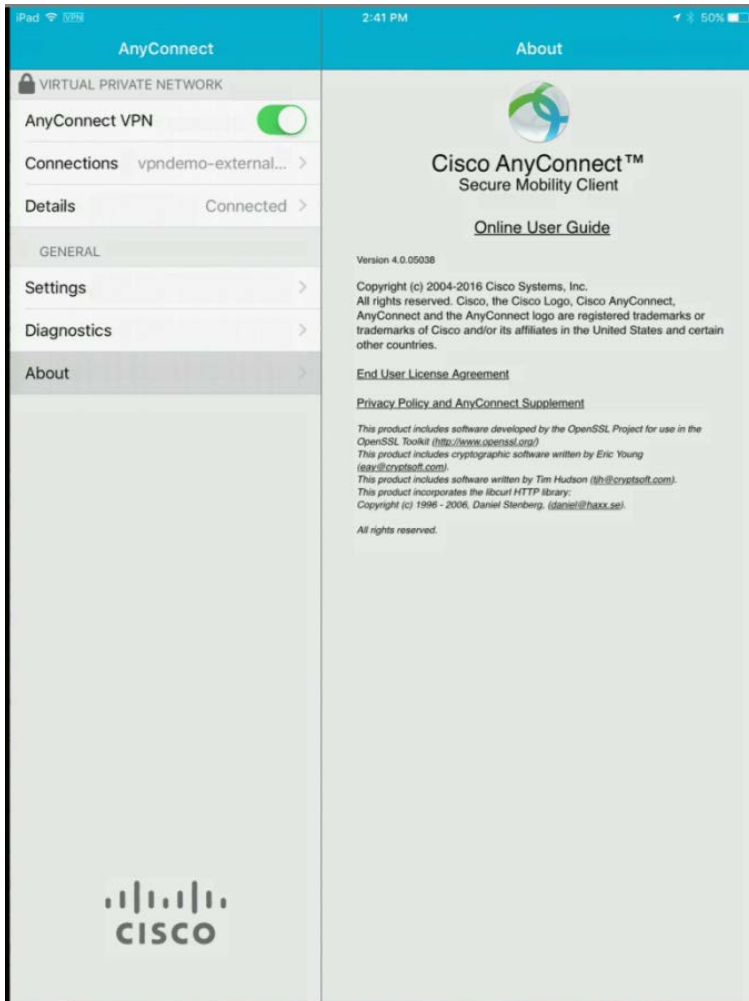 iPad VPN 2:41 PM 50%
AnyConnect
VIRTUAL PRIVATE NETWORK
AnyConnect VPN
Connections vpndemo-external... >
Details Connected >
GENERAL
Settings >
Diagnostics >
About >
CISCO
About
Cisco AnyConnect™
Secure Mobility Client
Online User Guide
Version 4.0.05038
Copyright (c) 2004-2016 Cisco Systems, Inc.
All rights reserved. Cisco, the Cisco Logo, Cisco AnyConnect,
AnyConnect and the AnyConnect logo are registered trademarks or
trademarks of Cisco and/or its affiliates in the United States and certain
other countries.
End User License Agreement
Privacy Policy and AnyConnect Supplement
This product includes software developed by the OpenSSL Project for use in the
OpenSSL Toolkit (http://www.openssl.org/)
This product includes cryptographic software written by Eric Young
(eay@cryptsoft.com).
This product includes software written by Tim Hudson (tjh@cryptsoft.com).
This product incorporates the libcurl HTTP library:
Copyright (c) 1996 - 2006, Daniel Stenberg, (daniel@haxx.se).
All rights reserved.